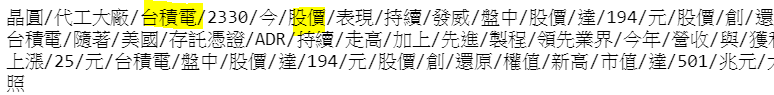 晶圓/代工大廠/台積電/2330/今/股價/表現/持續/發威/盤中/股價/達/194/元/股價/創/還
台積電/隨著/美國/存託憑證/ADR/持續/走高/加上/先進/製程/領先業界/今年/營收/與/獲利
上漲/25/元/台積電/盤中/股價/達/194/元/股價/創/還原/權值/新高/市值/達/501/兆元/
照